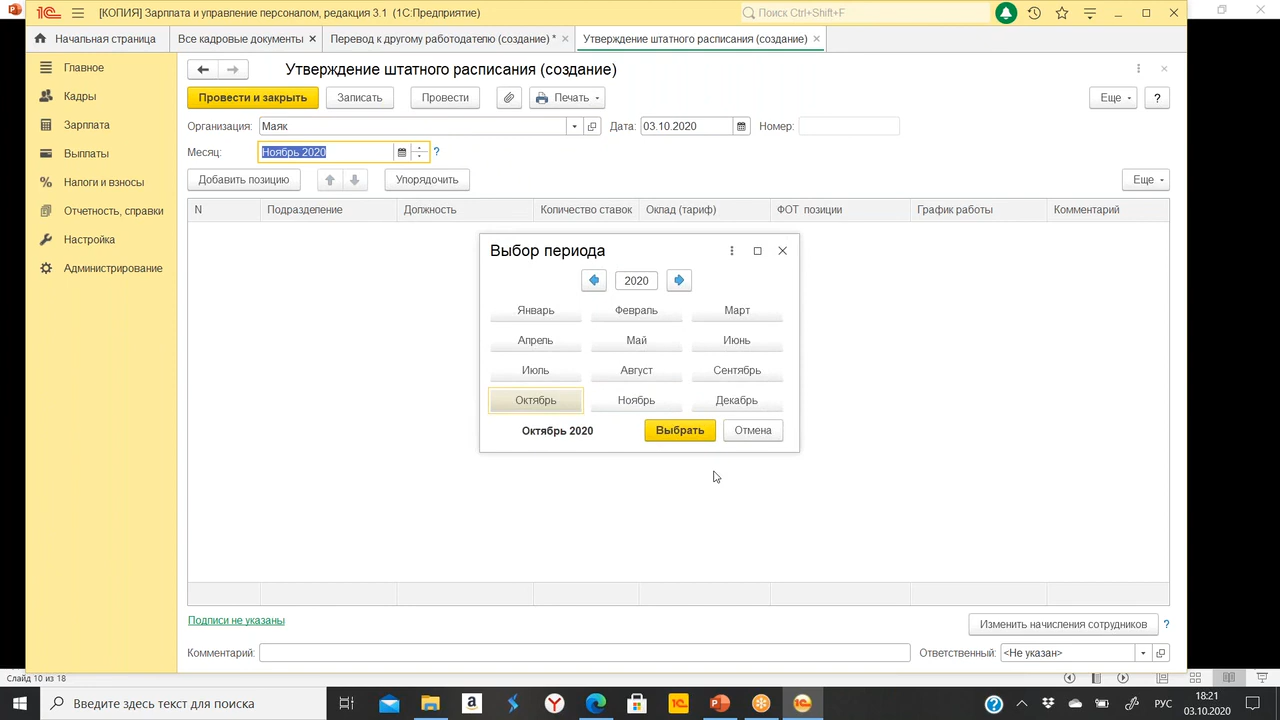 [КОПИЯ] Зарплата и управление персоналом, редакция 3.1 (1С:Предприятие)
Поиск Ctrl+Shift+F
Начальная страница
Все кадровые документы
Перевод к другому работодателю (создание) *
Утверждение штатного расписания (создание)
Главное
Кадры
Зарплата
Выплаты
Налоги и взносы
Отчетность, справки
Настройка
Администрирование
Утверждение штатного расписания (создание)
Провести и закрыть
Записать
Провести
Печать
Еще
?
Организация:
Маяк
Дата:
03.10.2020
Номер:
Месяц:
Ноябрь 2020
?
Добавить позицию
Упорядочить
Еще
N
Подразделение
Должность
Количество ставок
Оклад (тариф)
ФОТ позиции
График работы
Комментарий
Выбор периода
2020
Январь
Февраль
Март
Апрель
Май
Июнь
Июль
Август
Сентябрь
Октябрь
Ноябрь
Декабрь
Октябрь 2020
Выбрать
Отмена
Подписи не указаны
Изменить начисления сотрудников
?
Комментарий:
Ответственный:
<Не указан>
Слайд 10 из 18
Введите здесь текст для поиска
РУС
18:21
03.10.2020